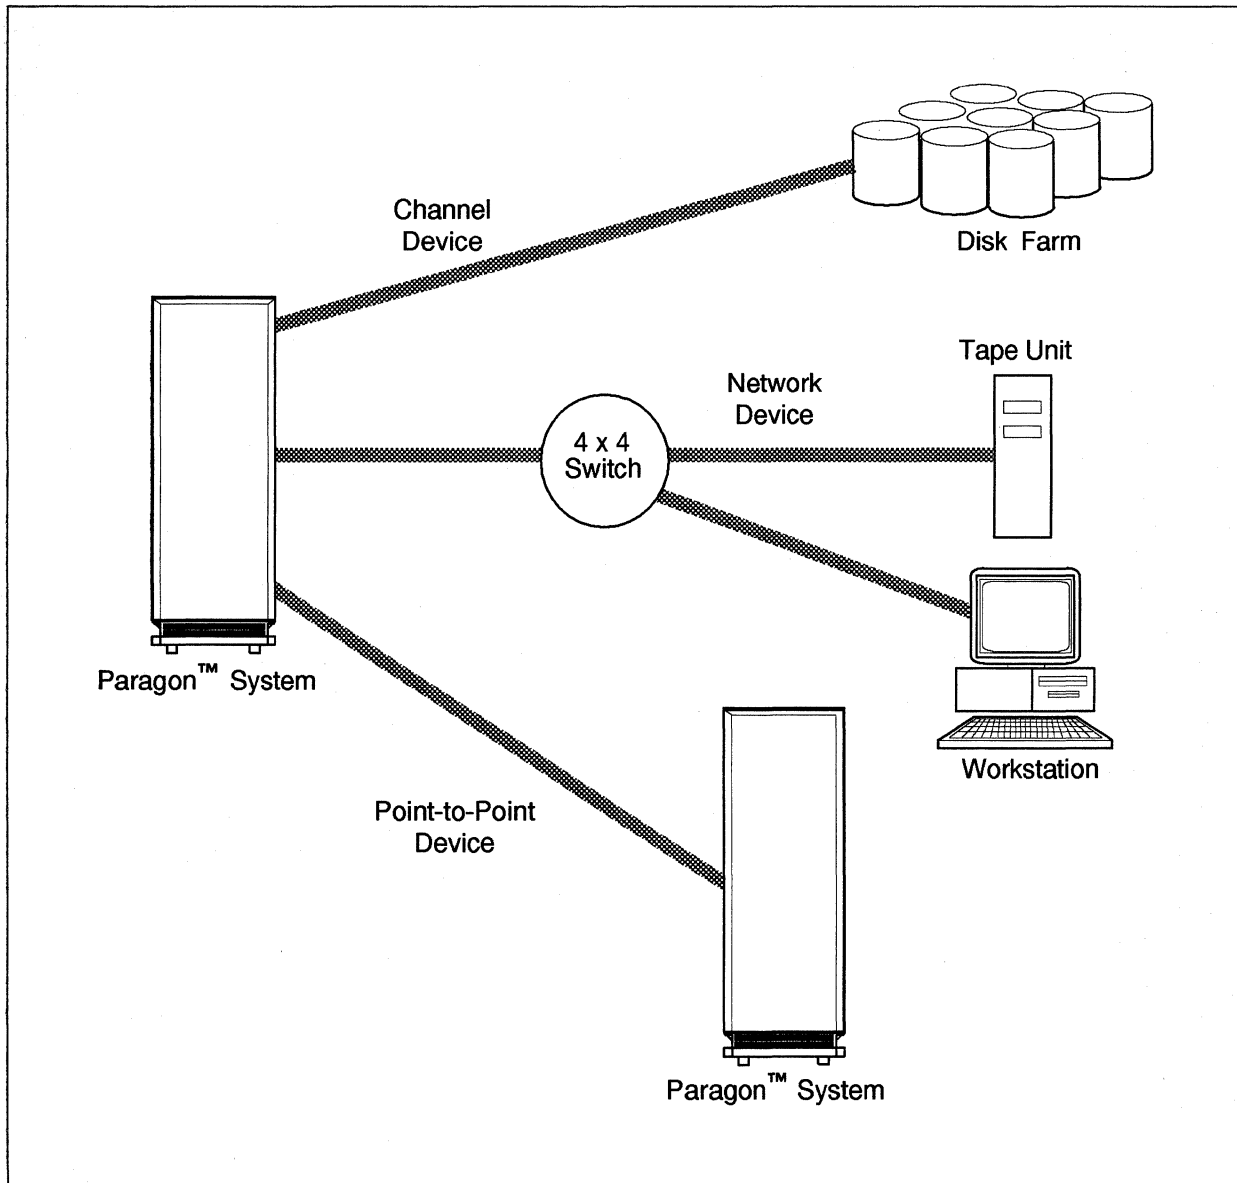 Channel
Device
Disk Farm
Tape Unit
Network
Device
4 x 4
Switch
Paragon™ System
Workstation
Point-to-Point
Device
Paragon™ System